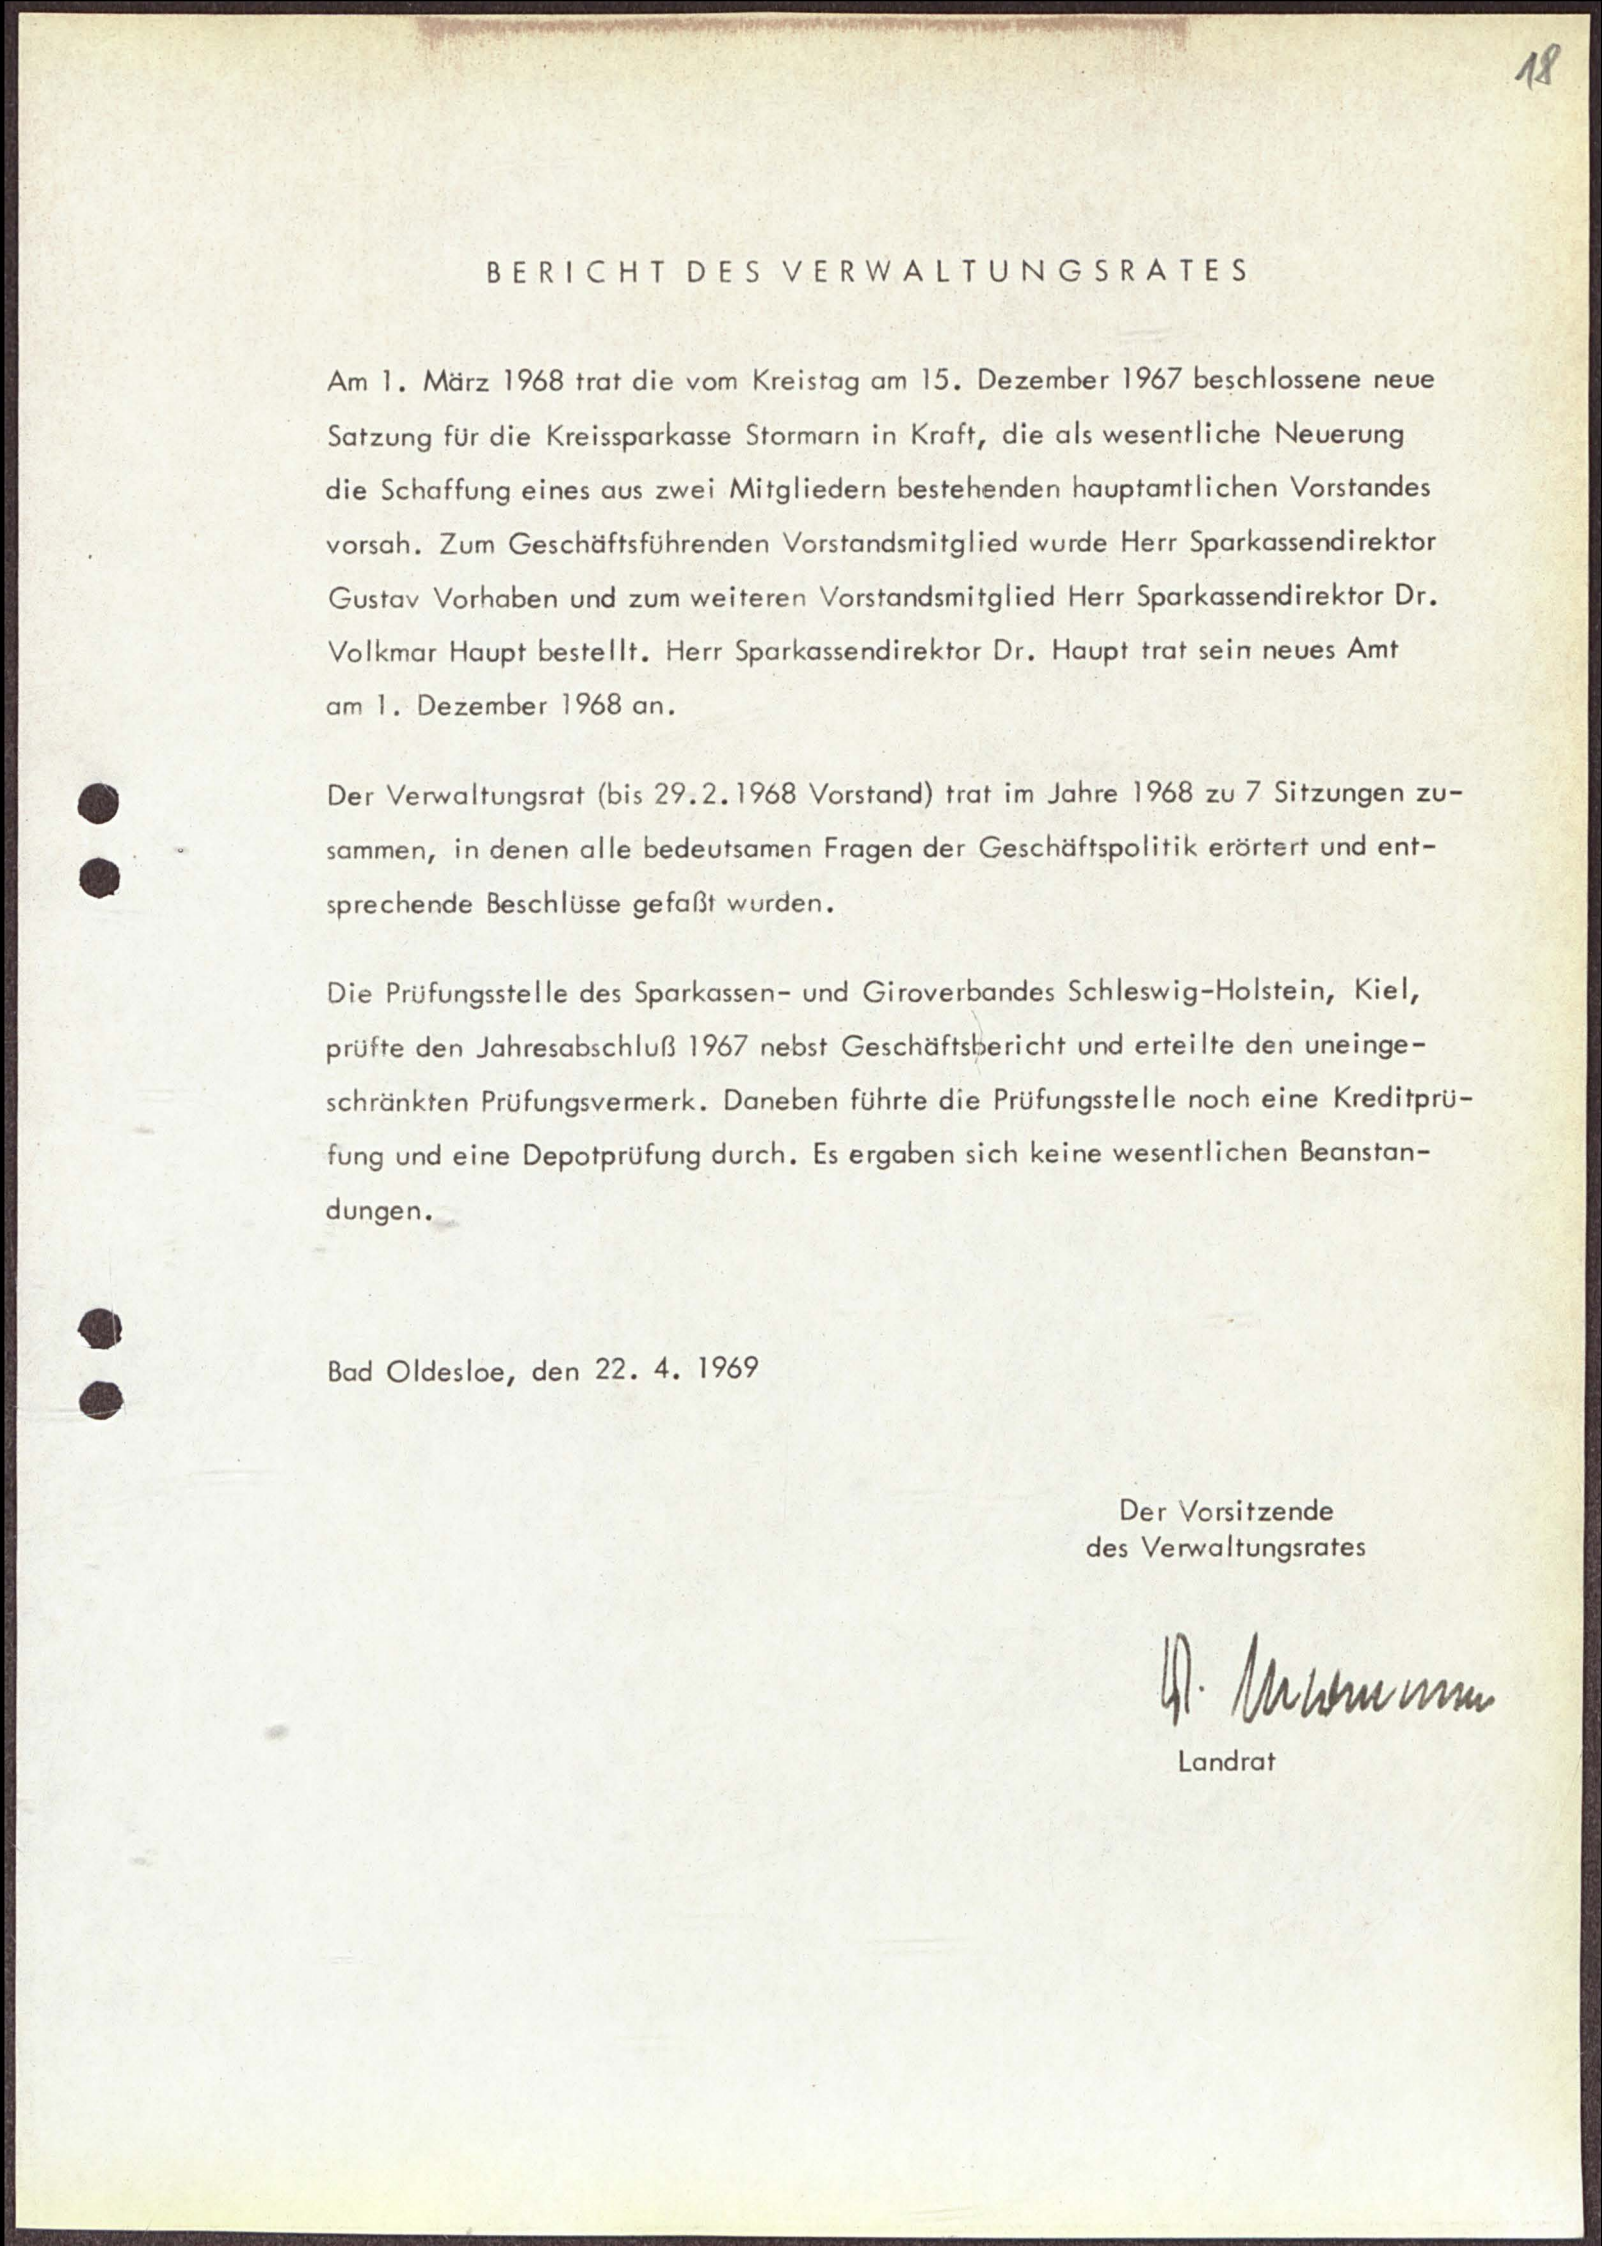 18
BERICHT DES VERWALTUNGSRATES
Am 1. März 1968 trat die vom Kreistag am 15. Dezember 1967 beschlossene neue
Satzung für die Kreissparkasse Stormarn in Kraft, die als wesentliche Neuerung
die Schaffung eines aus zwei Mitgliedern bestehenden hauptamtlichen Vorstandes
vorsah. Zum Geschäftsführenden Vorstandsmitglied wurde Herr Sparkassendirektor
Gustav Vorhaben und zum weiteren Vorstandsmitglied Herr Sparkassendirektor Dr.
Volkmar Haupt bestellt. Herr Sparkassendirektor Dr. Haupt trat sein neues Amt
am 1. Dezember 1968 an.
Der Verwaltungsrat (bis 29.2.1968 Vorstand) trat im Jahre 1968 zu 7 Sitzungen zu-
sammen, in denen alle bedeutsamen Fragen der Geschäftspolitik erörtert und ent-
sprechende Beschlüsse gefaßt wurden.
Die Prüfungsstelle des Sparkassen- und Giroverbandes Schleswig-Holstein, Kiel,
prüfte den Jahresabschluß 1967 nebst Geschäftsbericht und erteilte den uneinge-
schränkten Prüfungsvermerk. Daneben führte die Prüfungsstelle noch eine Kreditprü-
fung und eine Depotprüfung durch. Es ergaben sich keine wesentlichen Beanstan-
dungen.
Bad Oldesloe, den 22. 4. 1969
Der Vorsitzende
des Verwaltungsrates
Landrat